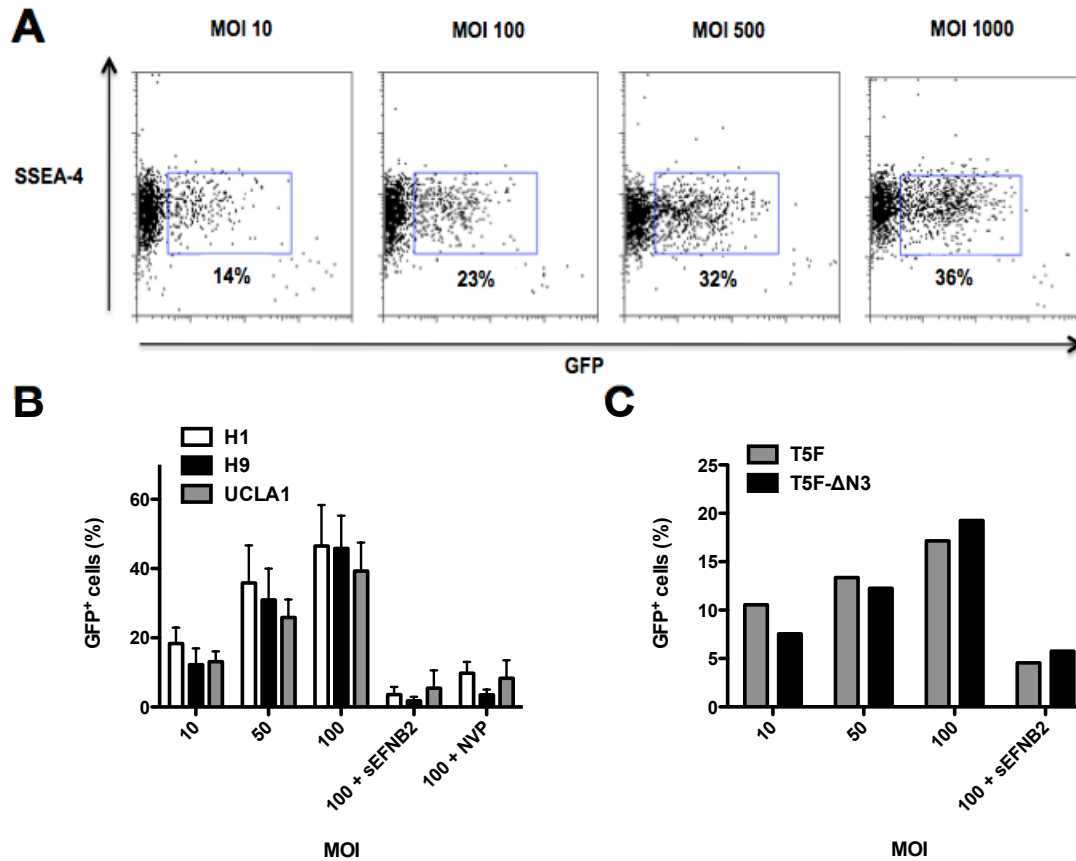 A
MOI 10 MOI 100 MOI 500 MOI 1000
SSEA-4
14% 23% 32% 36%
GFP
B
H1
H9
UCLA1
GFP+ cells (%)
60
40
20
0
10 50 100 100 + sEFNB2 100 + NVP
MOI
C
T5F
T5F-ΔN3
GFP+ cells (%)
25
20
15
10
5
0
10 50 100 100 + sEFNB2
MOI